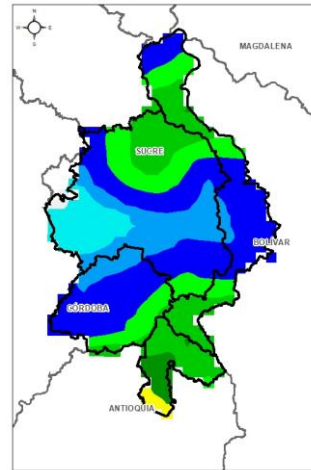 N
W E
S
MAGDALENA
SUCRE
BOLIVAR
CÓRDOBA
ANTIOQUIA